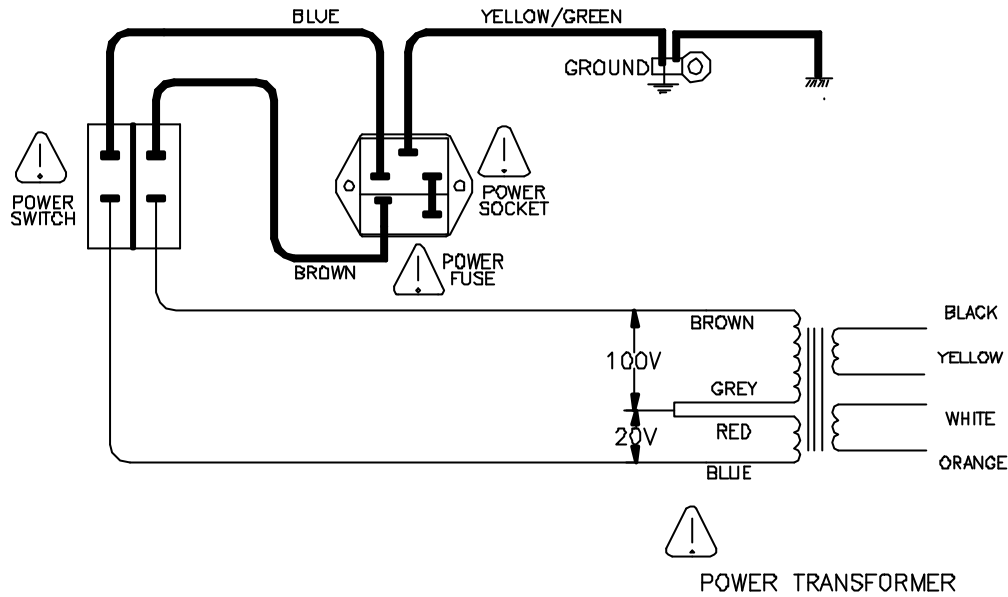 BLUE
YELLOW/GREEN
GROUND
POWER
SWITCH
POWER
SOCKET
BROWN
POWER
FUSE
BROWN
BLACK
100V
YELLOW
GREY
20V
RED
WHITE
BLUE
ORANGE
POWER TRANSFORMER